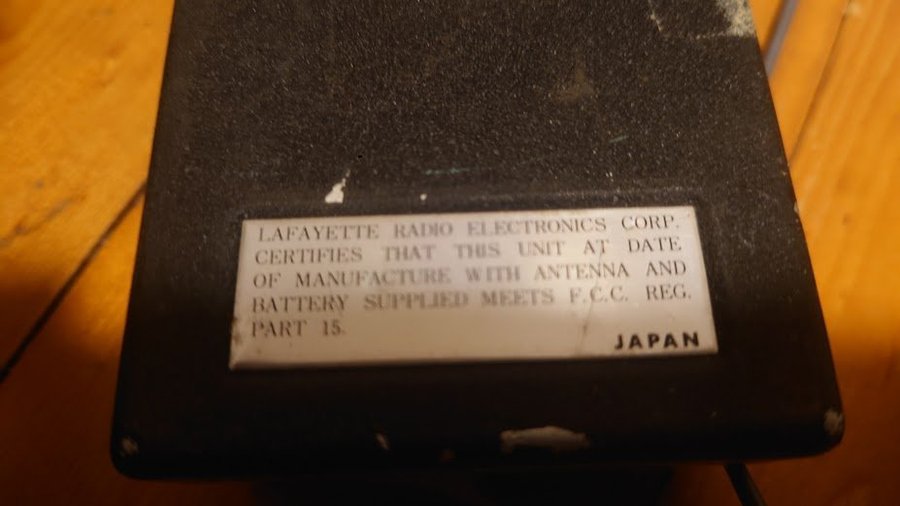 LAFAYETTE RADIO ELECTRONICS CORP.
CERTIFIES THAT THIS UNIT AT DATE
OF MANUFACTURE WITH ANTENNA AND
BATTERY SUPPLIED MEETS F.C.C. REG.
PART 15.
JAPAN